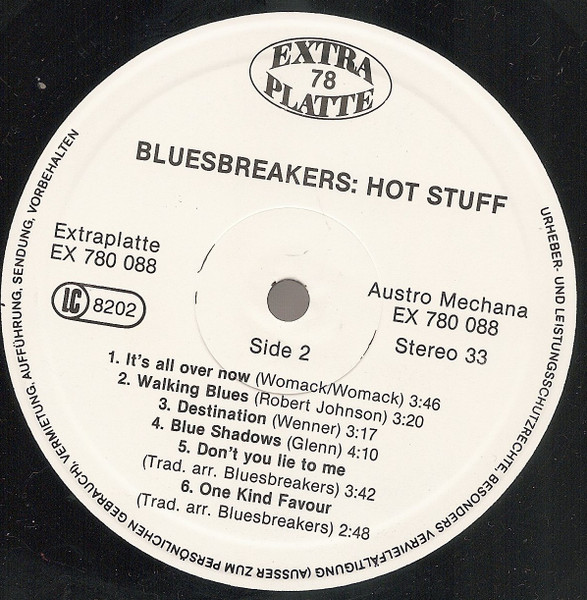 EXTRA
78
PLATTE
BLUESBREAKERS: HOT STUFF
Extraplatte
EX 780 088
LC 8202
Austro Mechana
EX 780 088
Stereo 33
Side 2
1. It's all over now (Womack/Womack) 3:46
2. Walking Blues (Robert Johnson) 3:20
3. Destination (Wenner) 3:17
4. Blue Shadows (Glenn) 4:10
5. Don't you lie to me
(Trad. arr. Bluesbreakers) 3:42
6. One Kind Favour
(Trad. arr. Bluesbreakers) 2:48
URHEBER- UND LEISTUNGSSCHUTZRECHTE, BESONDERS VERVIELFÄLTIGUNG (AUSSER ZUM PERSÖNLICHEN GEBRAUCH), VERMIETUNG, AUFFÜHRUNG, SENDUNG, VORBEHALTEN